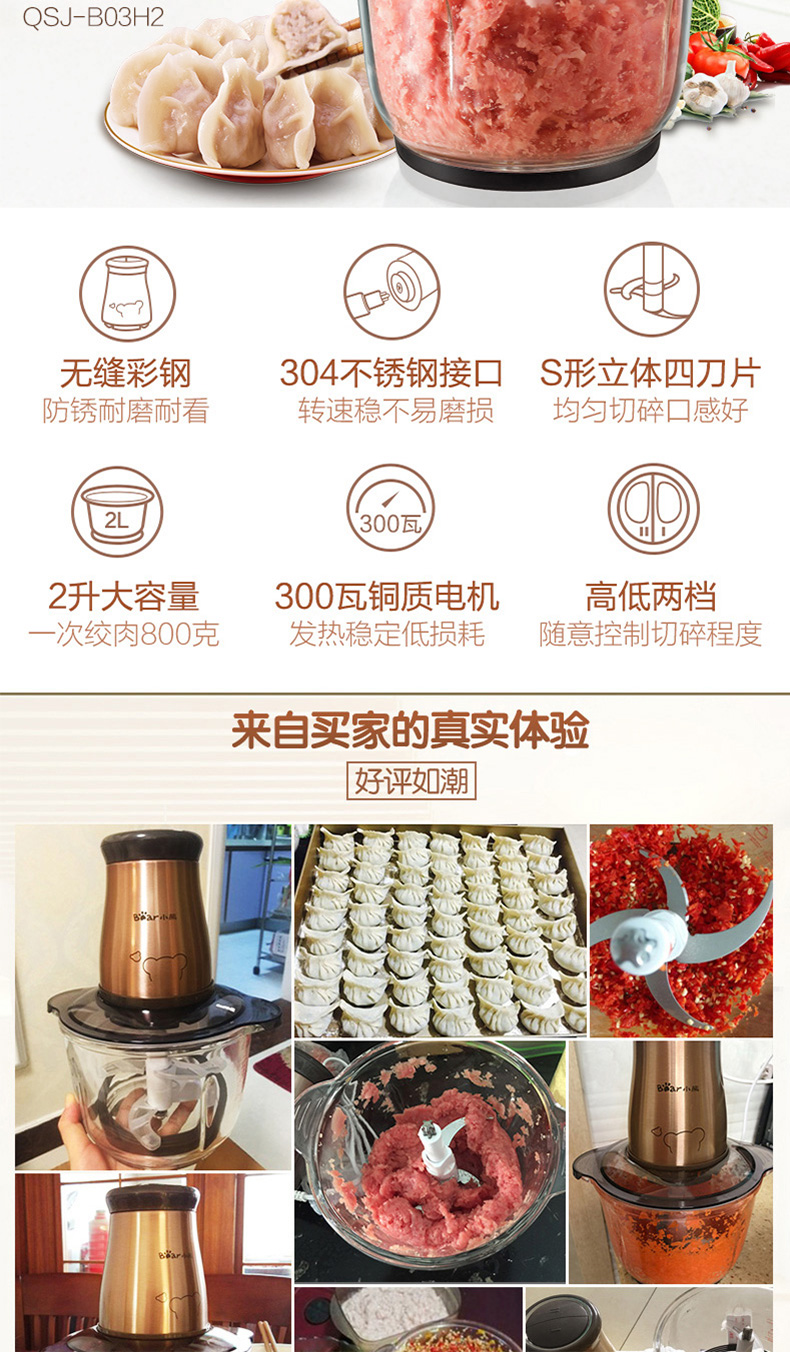 QSJ-B03H2
无缝彩钢
防锈耐磨耐看
304不锈钢接口
转速稳不易磨损
S形立体四刀片
均匀切碎口感好
2L
300瓦
II I
2升大容量
一次绞肉800克
300瓦铜质电机
发热稳定低损耗
高低两档
随意控制切碎程度
来自买家的真实体验
好评如潮
Bear小熊
Bear小熊
Bear小熊